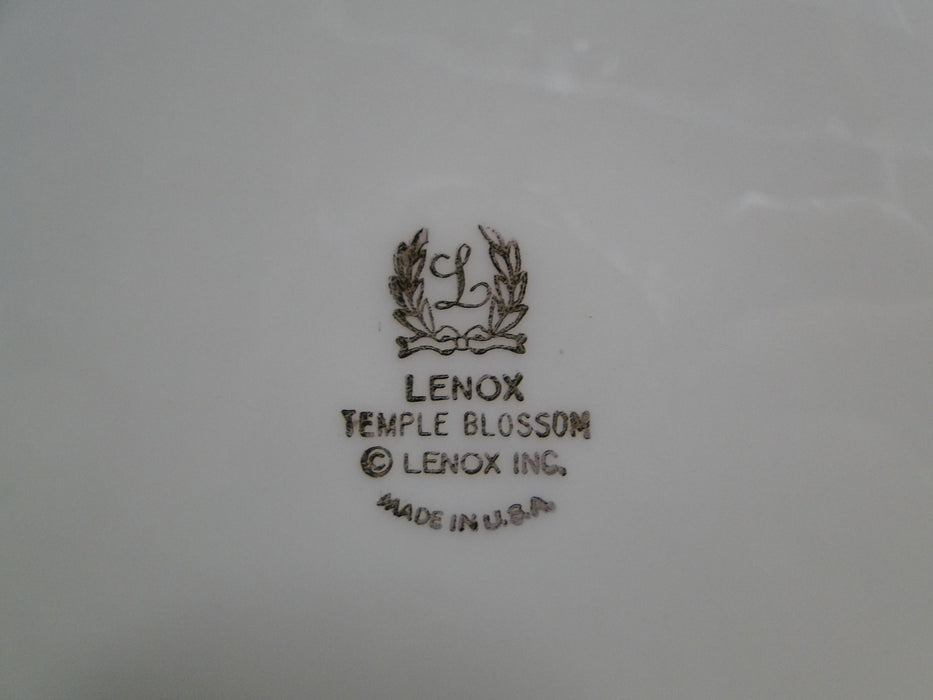 L
LENOX
TEMPLE BLOSSOM
© LENOX INC.
MADE IN U.S.A.